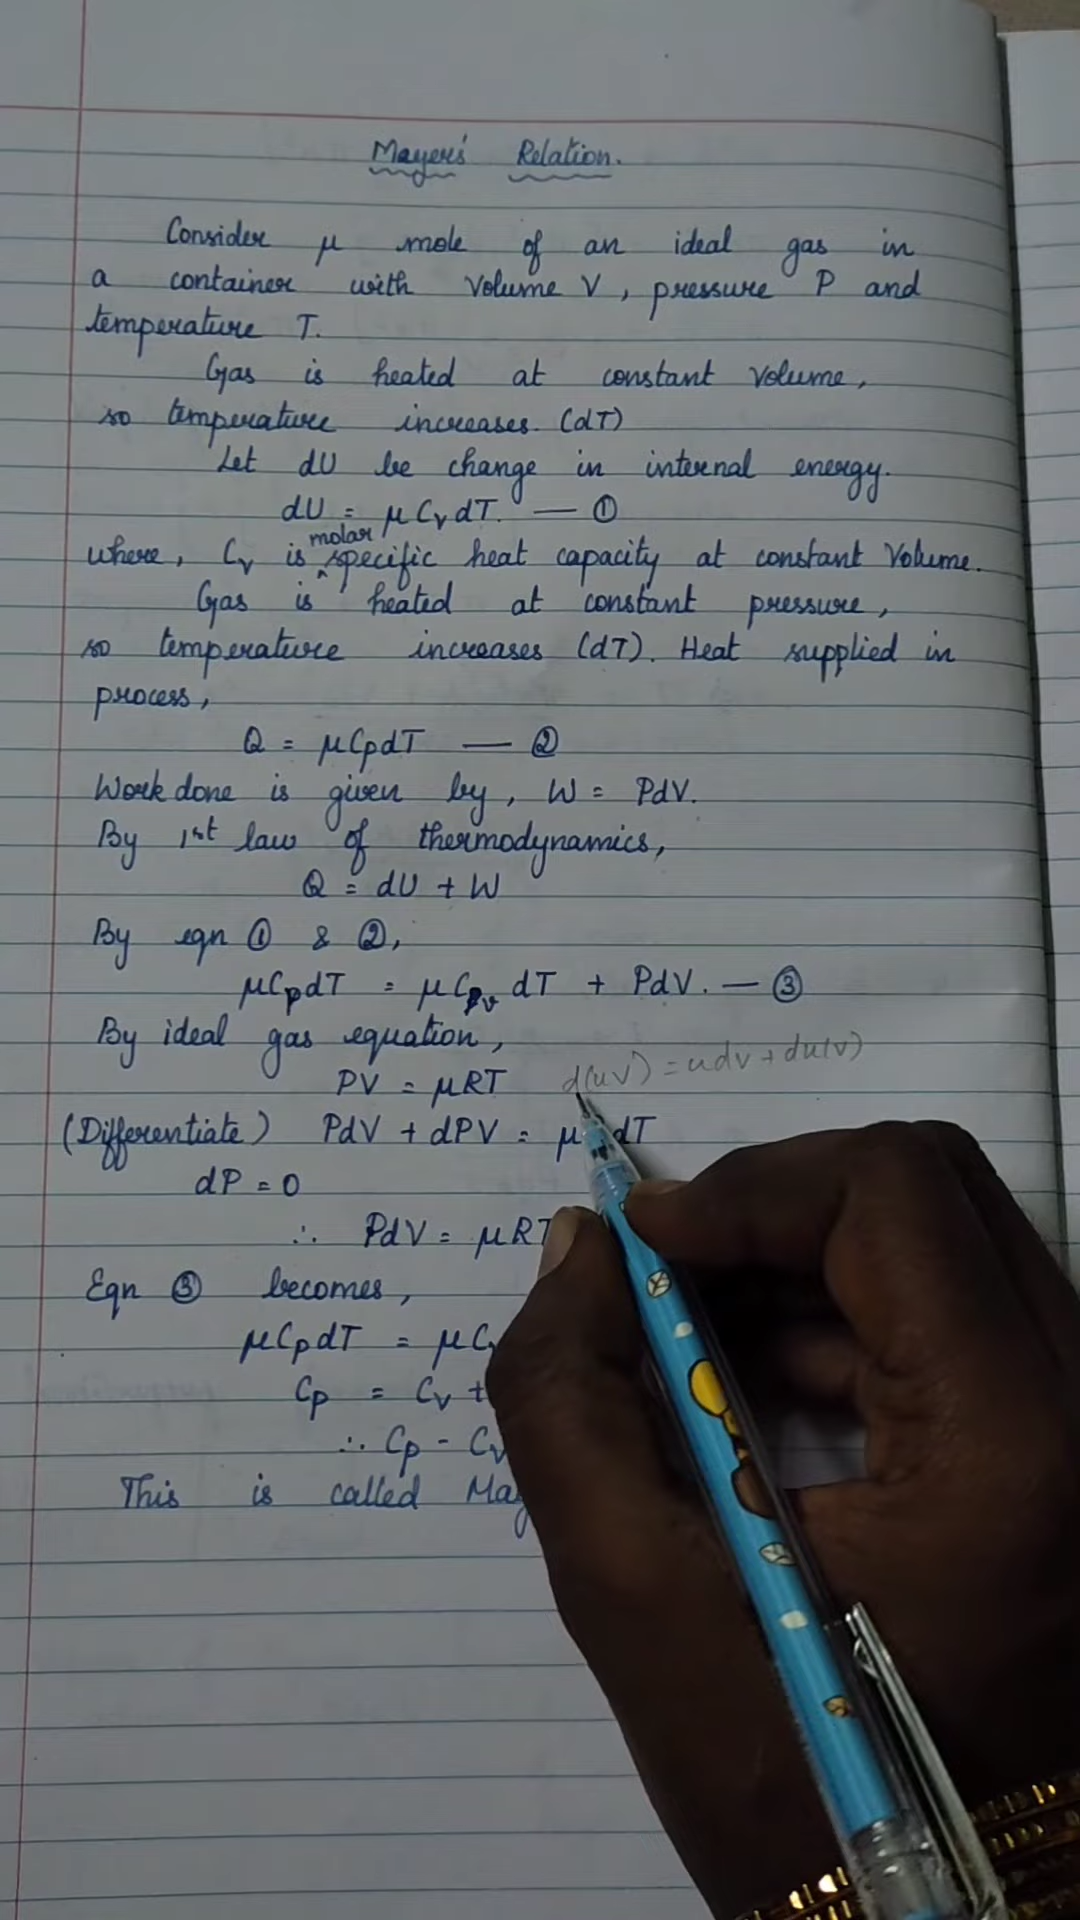 Mayer's Relation.
Consider μ mole of an ideal gas in
a container with volume V, pressure P and
temperature T.
Gas is heated at constant volume,
so temperature increases. (dT)
Let dU be change in internal energy.
dU = μCvdT. — ①
molar
where, Cv is ^ specific heat capacity at constant Volume.
Gas is heated at constant pressure,
so temperature increases (dT). Heat supplied in
process,
Q = μCpdT — ②
Work done is given by, W = PdV.
By 1st law of thermodynamics,
Q = dU + W
By eqn ① & ②,
μCpdT = μCv dT + PdV. — ③
By ideal gas equation,
PV = μRT d(uv) = udv + du(v)
(Differentiate) PdV + dPV = μ dT
dP = 0
∴ PdV = μRT
Eqn ③ becomes,
μCpdT = μC
Cp = Cv +
∴ Cp - Cv
This is called May